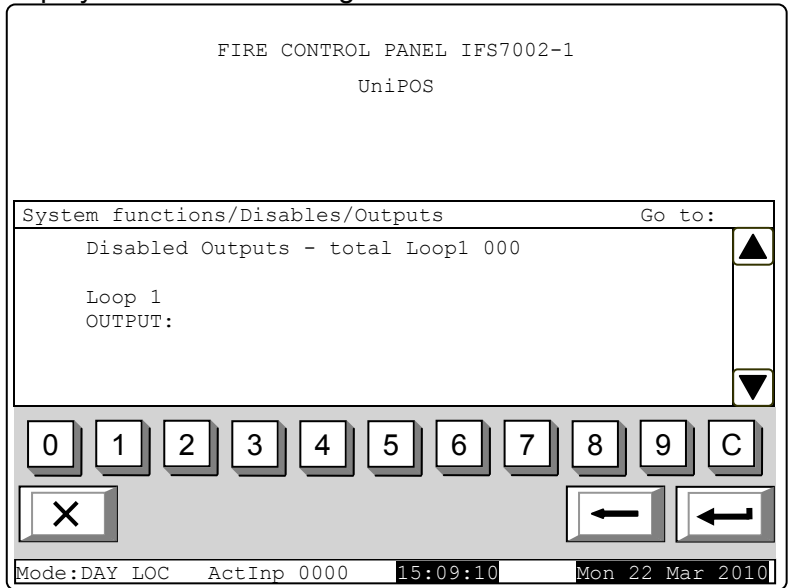 FIRE CONTROL PANEL IFS7002-1
UniPOS
System functions/Disables/Outputs Go to:
Disabled Outputs - total Loop1 000
Loop 1
OUTPUT:
0 1 2 3 4 5 6 7 8 9 C
Mode:DAY LOC ActInp 0000 15:09:10 Mon 22 Mar 2010